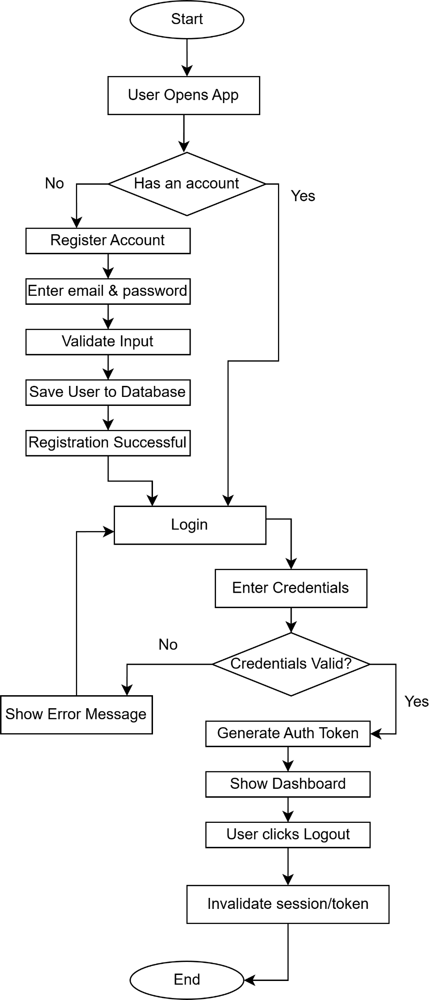 Start
User Opens App
Has an account
No
Yes
Register Account
Enter email & password
Validate Input
Save User to Database
Registration Successful
Login
Enter Credentials
No
Credentials Valid?
Yes
Show Error Message
Generate Auth Token
Show Dashboard
User clicks Logout
Invalidate session/token
End